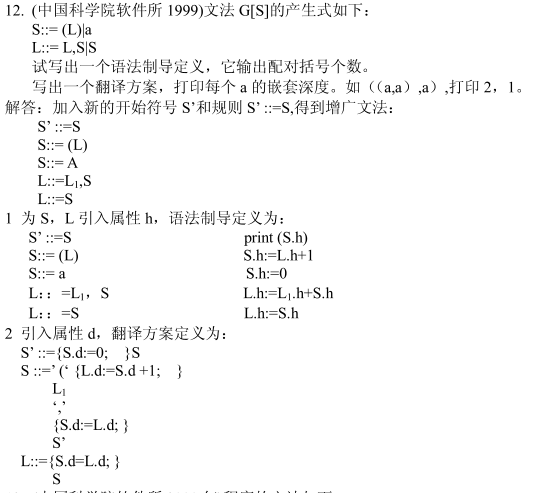 12. (中国科学院软件所 1999)文法 G[S]的产生式如下：
S::= (L)|a
L::= L,S|S
试写出一个语法制导定义，它输出配对括号个数。
写出一个翻译方案，打印每个 a 的嵌套深度。如（(a,a）,a）,打印 2，1。
解答：加入新的开始符号 S’和规则 S’ ::=S,得到增广文法：
S’ ::=S
S::= (L)
S::= A
L::=L1,S
L::=S
1 为 S，L 引入属性 h，语法制导定义为：
S’ ::=S print (S.h)
S::= (L) S.h:=L.h+1
S::= a S.h:=0
L：：=L1，S L.h:=L1.h+S.h
L：：=S L.h:=S.h
2 引入属性 d，翻译方案定义为：
S’ ::={S.d:=0; }S
S ::=’ (‘ {L.d:=S.d +1; }
L1
‘,’
{S.d:=L.d; }
S’
L::={S.d=L.d; }
S